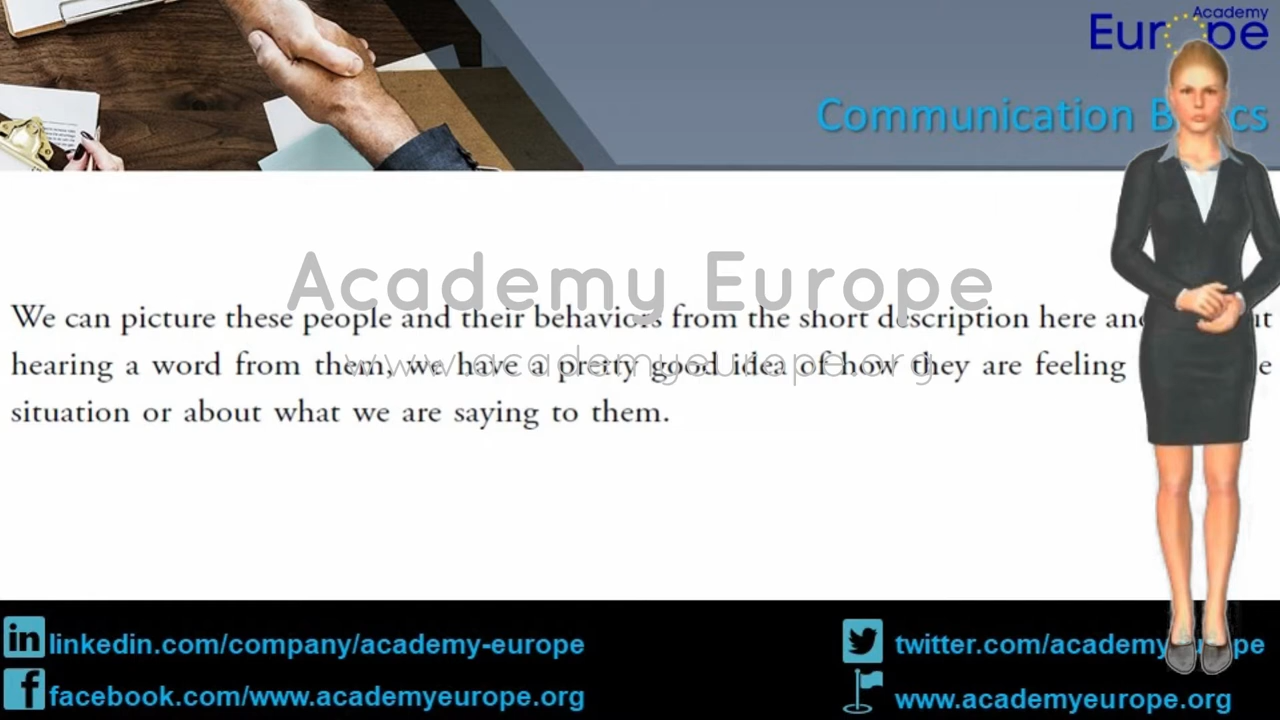 Academy
Europe
Communication B cs
Academy Europe
We can picture these people and their behaviors from the short description here and ut
www.academyeurope.org
hearing a word from them, we have a pretty good idea of how they are feeling e
situation or about what we are saying to them.
linkedin.com/company/academy-europe
twitter.com/academy pe
facebook.com/www.academyeurope.org
www.academyeurope.org